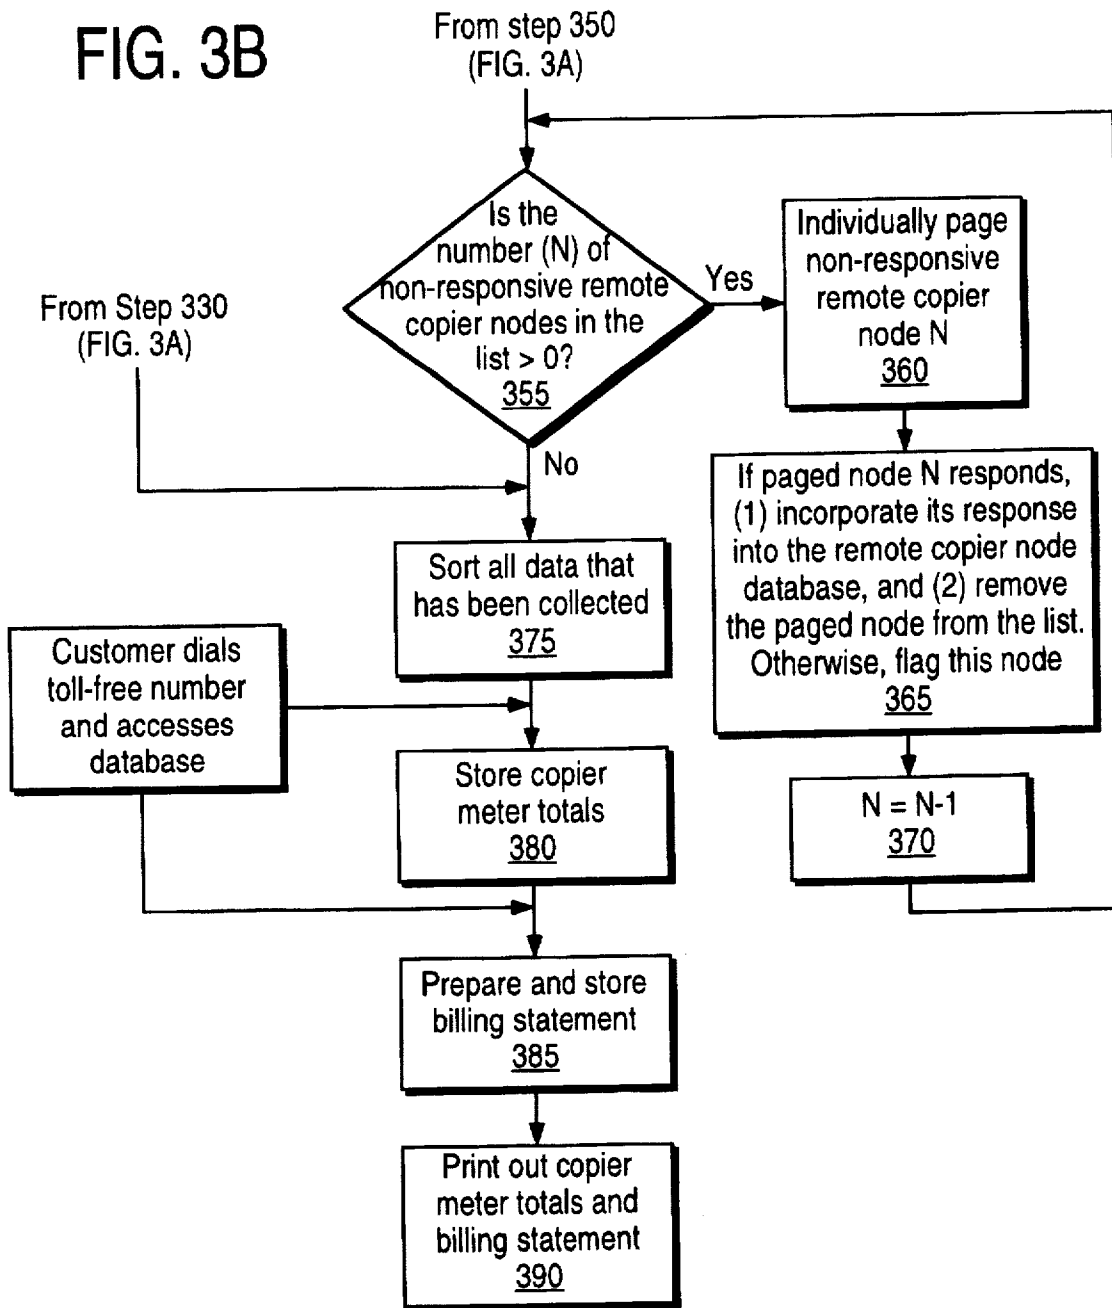 FIG. 3B
From step 350
(FIG. 3A)
Is the
number (N) of
non-responsive remote
copier nodes in the
list > 0?
355
Yes
No
Individually page
non-responsive
remote copier
node N
360
From Step 330
(FIG. 3A)
If paged node N responds,
(1) incorporate its response
into the remote copier node
database, and (2) remove
the paged node from the list.
Otherwise, flag this node
365
N = N-1
370
Sort all data that
has been collected
375
Customer dials
toll-free number
and accesses
database
Store copier
meter totals
380
Prepare and store
billing statement
385
Print out copier
meter totals and
billing statement
390